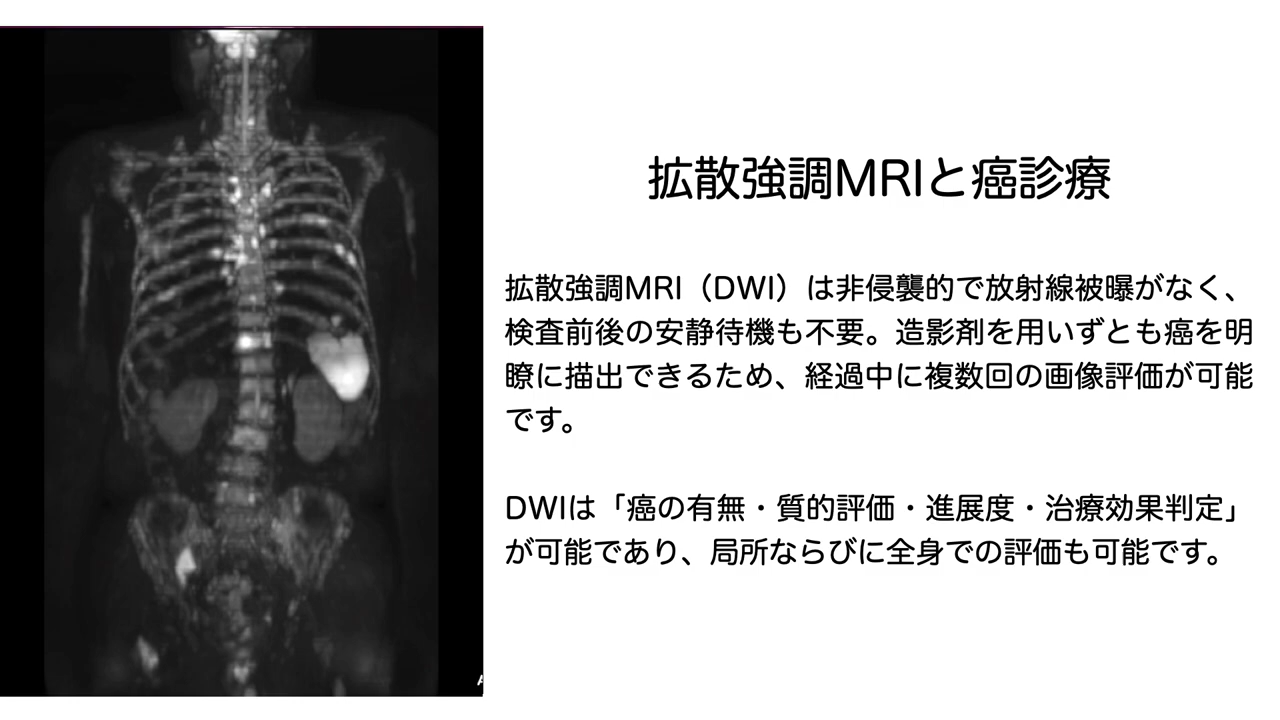 拡散強調MRIと癌診療
拡散強調MRI（DWI）は非侵襲的で放射線被曝がなく、
検査前後の安静待機も不要。造影剤を用いずとも癌を明
瞭に描出できるため、経過中に複数回の画像評価が可能
です。
DWIは「癌の有無・質的評価・進展度・治療効果判定」
が可能であり、局所ならびに全身での評価も可能です。